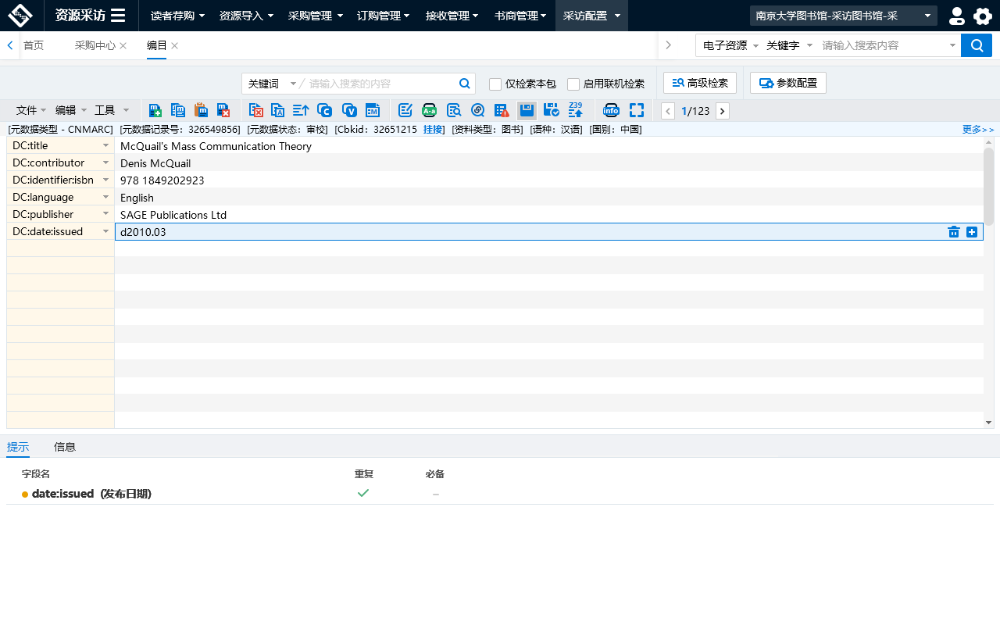 资源采访 读者荐购 资源导入 采购管理 订购管理 接收管理 书商管理 采访配置 南京大学图书馆-采访图书馆-采
首页 采购中心 编目 电子资源 关键字 请输入搜索内容
关键词 请输入搜索的内容 仅检索本包 启用联机检索 高级检索 参数配置
文件 编辑 工具 Z39 info 1/123
[元数据类型 - CNMARC] [元数据记录号：326549856] [元数据状态：审校] [Cbkid：32651215 挂接] [资料类型：图书] [语种：汉语] [国别：中国] 更多>>
DC:title McQuail's Mass Communication Theory
DC:contributor Denis McQuail
DC:identifier:isbn 978 1849202923
DC:language English
DC:publisher SAGE Publications Ltd
DC:date:issued d2010.03
提示 信息
字段名 重复 必备
date:issued (发布日期) –